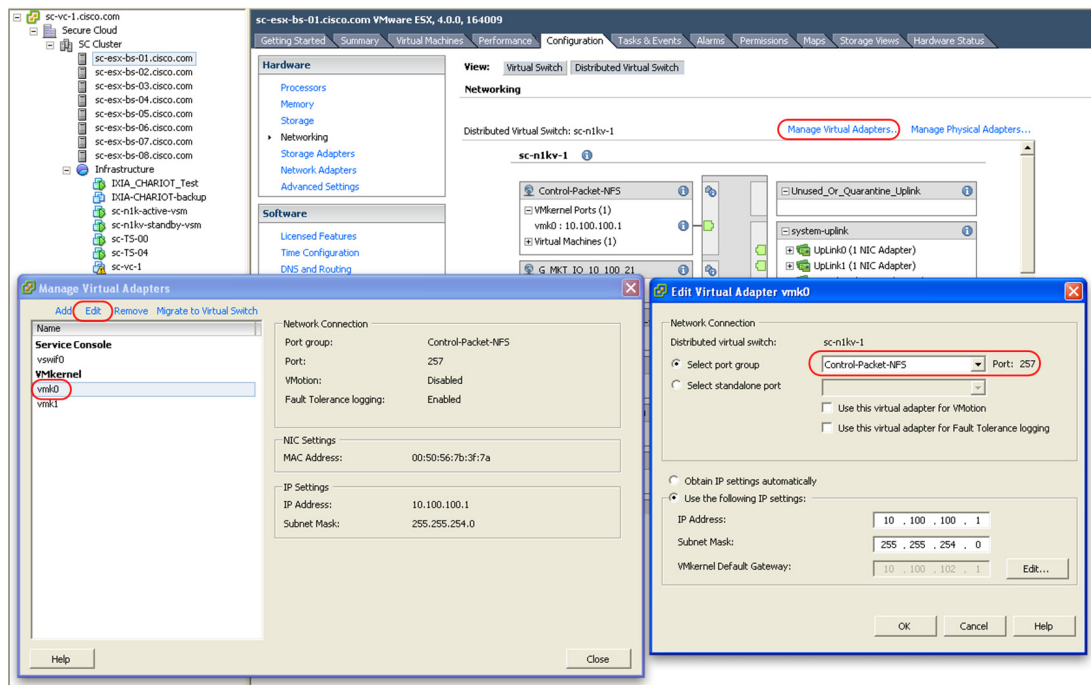 sc-vc-1.cisco.com
Secure Cloud
SC Cluster
sc-esx-bs-01.cisco.com
sc-esx-bs-02.cisco.com
sc-esx-bs-03.cisco.com
sc-esx-bs-04.cisco.com
sc-esx-bs-05.cisco.com
sc-esx-bs-06.cisco.com
sc-esx-bs-07.cisco.com
sc-esx-bs-08.cisco.com
Infrastructure
IXIA_CHARIOT_Test
IXIA-CHARIOT-backup
sc-n1k-active-vsm
sc-n1kv-standby-vsm
sc-TS-00
sc-TS-04
sc-vc-1
sc-esx-bs-01.cisco.com VMware ESX, 4.0.0, 164009
Getting Started Summary Virtual Machines Performance Configuration Tasks & Events Alarms Permissions Maps Storage Views Hardware Status
Hardware
Processors
Memory
Storage
Networking
Storage Adapters
Network Adapters
Advanced Settings
Software
Licensed Features
Time Configuration
DNS and Routing
View: Virtual Switch Distributed Virtual Switch
Networking
Distributed Virtual Switch: sc-n1kv-1 Manage Virtual Adapters.. Manage Physical Adapters...
sc-n1kv-1
Control-Packet-NFS
VMkernel Ports (1)
vmk0 : 10.100.100.1
Virtual Machines (1)
G_MKT_IO_10_100_21
Unused_Or_Quarantine_Uplink
system-uplink
UpLink0 (1 NIC Adapter)
UpLink1 (1 NIC Adapter)
Manage Virtual Adapters
Add Edit Remove Migrate to Virtual Switch
Name
Service Console
vswif0
VMkernel
vmk0
vmk1
Network Connection
Port group: Control-Packet-NFS
Port: 257
VMotion: Disabled
Fault Tolerance logging: Enabled
NIC Settings
MAC Address: 00:50:56:7b:3f:7a
IP Settings
IP Address: 10.100.100.1
Subnet Mask: 255.255.254.0
Help Close
Edit Virtual Adapter vmk0
Network Connection
Distributed virtual switch: sc-n1kv-1
Select port group Control-Packet-NFS Port: 257
Select standalone port
Use this virtual adapter for VMotion
Use this virtual adapter for Fault Tolerance logging
Obtain IP settings automatically
Use the following IP settings:
IP Address: 10 . 100 . 100 . 1
Subnet Mask: 255 . 255 . 254 . 0
VMkernel Default Gateway: 10 . 100 . 102 . 1 Edit...
OK Cancel Help